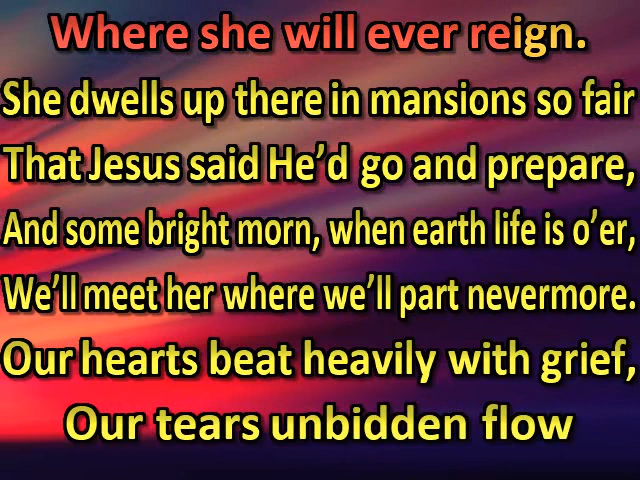 Where she will ever reign.
She dwells up there in mansions so fair
That Jesus said He’d go and prepare,
And some bright morn, when earth life is o’er,
We’ll meet her where we’ll part nevermore.
Our hearts beat heavily with grief,
Our tears unbidden flow